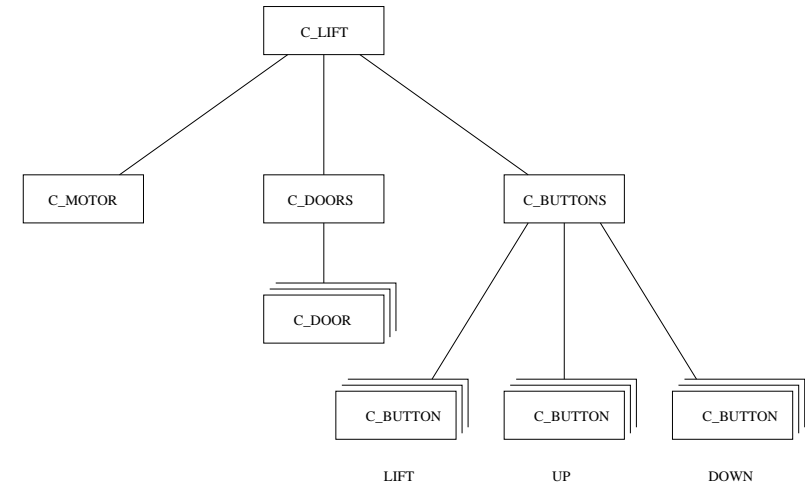 C_LIFT
C_MOTOR
C_DOORS
C_BUTTONS
C_DOOR
C_BUTTON
C_BUTTON
C_BUTTON
LIFT
UP
DOWN